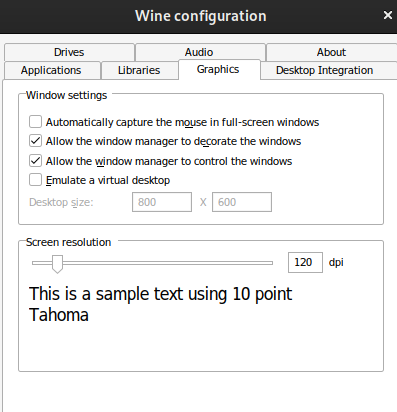 Wine configuration
Drives Audio About
Applications Libraries Graphics Desktop Integration
Window settings
Automatically capture the mouse in full-screen windows
Allow the window manager to decorate the windows
Allow the window manager to control the windows
Emulate a virtual desktop
Desktop size: 800 X 600
Screen resolution
120 dpi
This is a sample text using 10 point
Tahoma